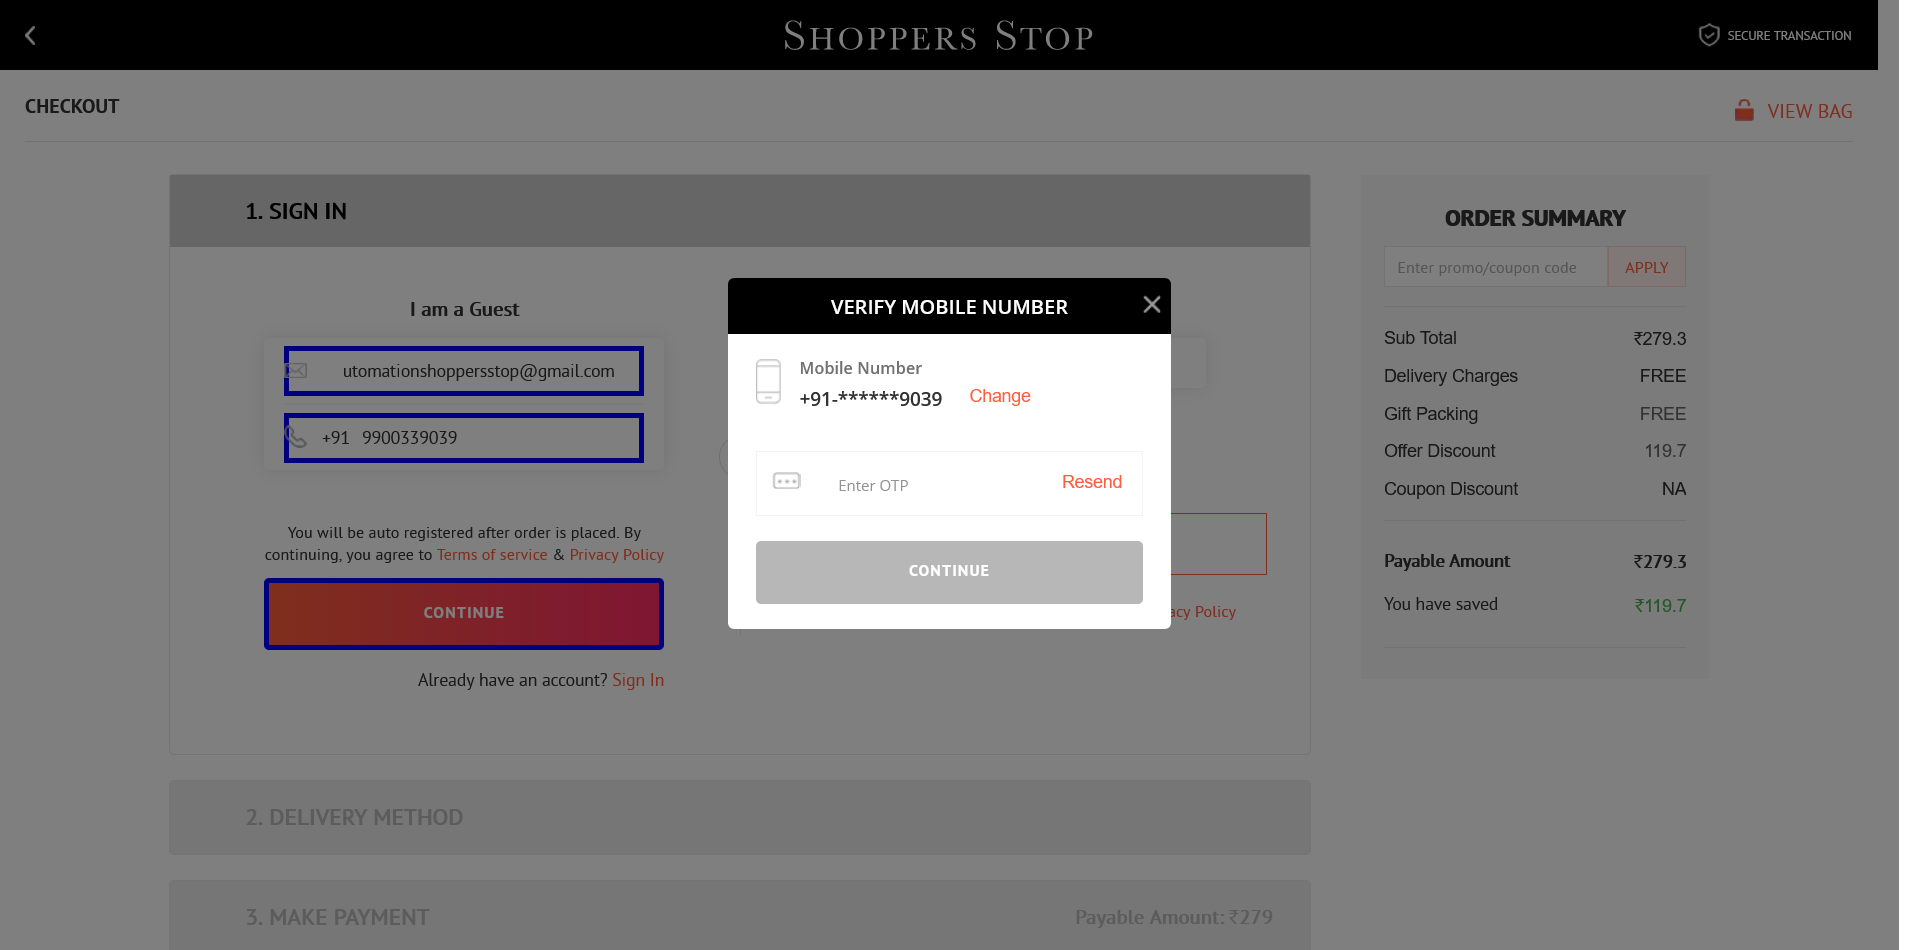 SHOPPERS STOP
SECURE TRANSACTION
CHECKOUT
VIEW BAG
1. SIGN IN
I am a Guest
utomationshoppersstop@gmail.com
+91 9900339039
You will be auto registered after order is placed. By
continuing, you agree to Terms of service & Privacy Policy
CONTINUE
Already have an account? Sign In
VERIFY MOBILE NUMBER
Mobile Number
+91-******9039 Change
Enter OTP Resend
CONTINUE
acy Policy
ORDER SUMMARY
Enter promo/coupon code APPLY
Sub Total ₹279.3
Delivery Charges FREE
Gift Packing FREE
Offer Discount 119.7
Coupon Discount NA
Payable Amount ₹279.3
You have saved ₹119.7
2. DELIVERY METHOD
3. MAKE PAYMENT Payable Amount: ₹279